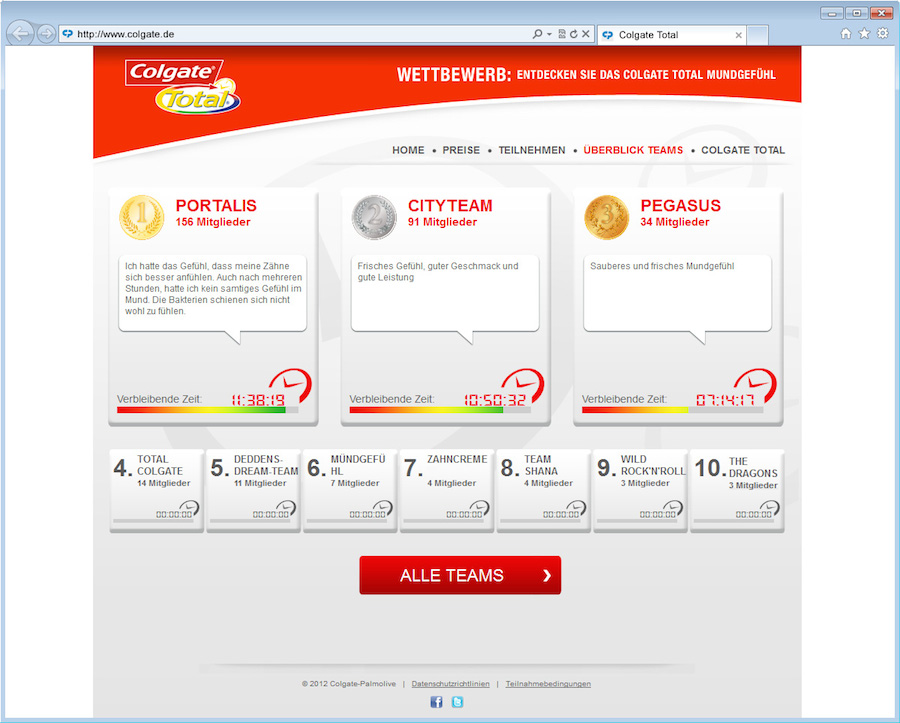 http://www.colgate.de
Colgate Total
Colgate®
Total
WETTBEWERB: ENTDECKEN SIE DAS COLGATE TOTAL MUNDGEFÜHL
HOME • PREISE • TEILNEHMEN • ÜBERBLICK TEAMS • COLGATE TOTAL
1
PORTALIS
156 Mitglieder
Ich hatte das Gefühl, dass meine Zähne
sich besser anfühlen. Auch nach mehreren
Stunden, hatte ich kein samtiges Gefühl im
Mund. Die Bakterien schienen sich nicht
wohl zu fühlen.
Verbleibende Zeit: 11:38:19
2
CITYTEAM
91 Mitglieder
Frisches Gefühl, guter Geschmack und
gute Leistung
Verbleibende Zeit: 10:50:32
3
PEGASUS
34 Mitglieder
Sauberes und frisches Mundgefühl
Verbleibende Zeit: 07:14:17
4. TOTAL
COLGATE
14 Mitglieder
00:00:00
5. DEDDENS-
DREAM-TEAM
11 Mitglieder
00:00:00
6. MÜNDGEFÜ
HL
7 Mitglieder
00:00:00
7. ZAHNCREME
4 Mitglieder
00:00:00
8. TEAM
SHANA
4 Mitglieder
00:00:00
9. WILD
ROCK'N'ROLL
3 Mitglieder
00:00:00
10. THE
DRAGONS
3 Mitglieder
00:00:00
ALLE TEAMS
© 2012 Colgate-Palmolive | Datenschutzrichtlinien | Teilnahmebedingungen